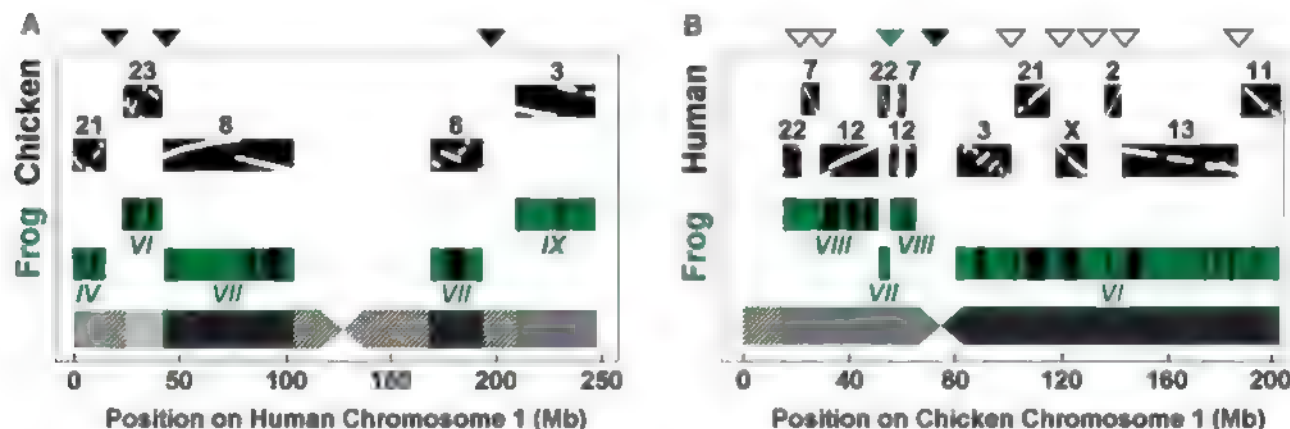 A
Chicken
23
3
21
8
8
Frog
VI
IX
IV
VII
VII
0 50 100 150 200 250
Position on Human Chromosome 1 (Mb)
B
Human
7 22 7 21 2 11
22 12 12 3 X 13
Frog
VIII VIII
VII VI
0 40 80 120 160 200
Position on Chicken Chromosome 1 (Mb)